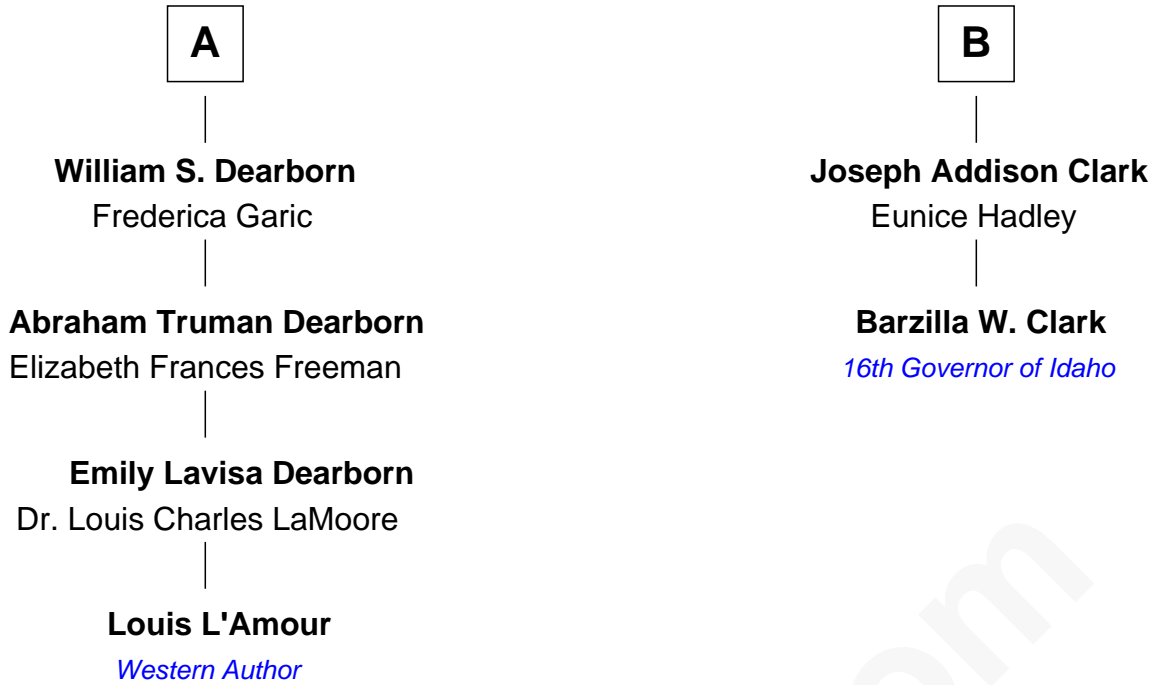 A
William S. Dearborn
Frederica Garic
Abraham Truman Dearborn
Elizabeth Frances Freeman
Emily Lavisa Dearborn
Dr. Louis Charles LaMoore
Louis L'Amour
Western Author
B
Joseph Addison Clark
Eunice Hadley
Barzilla W. Clark
16th Governor of Idaho